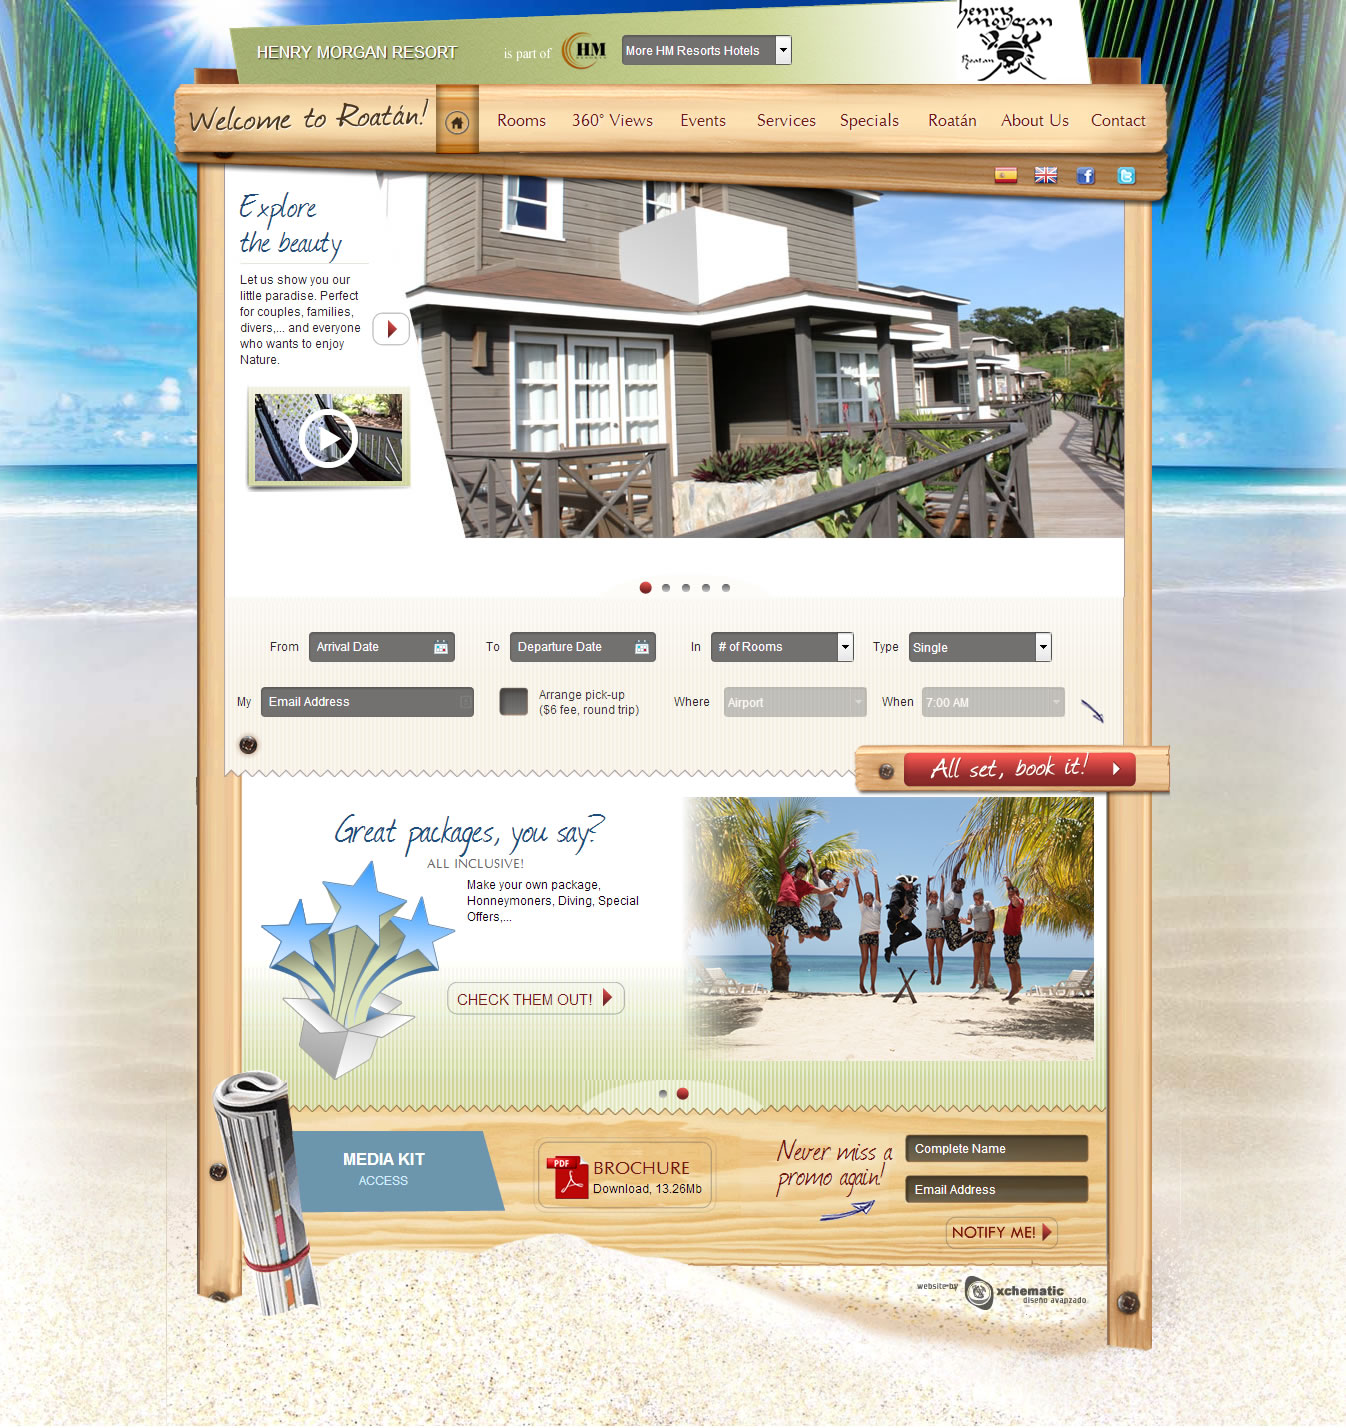 HENRY MORGAN RESORT
is part of
HM
RESORTS
More HM Resorts Hotels
henry
morgan
Roatan
Welcome to Roatán!
Rooms
360° Views
Events
Services
Specials
Roatán
About Us
Contact
Explore
the beauty
Let us show you our
little paradise. Perfect
for couples, families,
divers,... and everyone
who wants to enjoy
Nature.
From
Arrival Date
To
Departure Date
In
# of Rooms
Type
Single
My
Email Address
Arrange pick-up
($6 fee, round trip)
Where
Airport
When
7:00 AM
All set, book it!
Great packages, you say?
ALL INCLUSIVE!
Make your own package,
Honneymoners, Diving, Special
Offers,...
CHECK THEM OUT!
MEDIA KIT
ACCESS
PDF
BROCHURE
Download, 13.26Mb
Never miss a
promo again!
Complete Name
Email Address
NOTIFY ME!
website by
xchematic
diseño avanzado